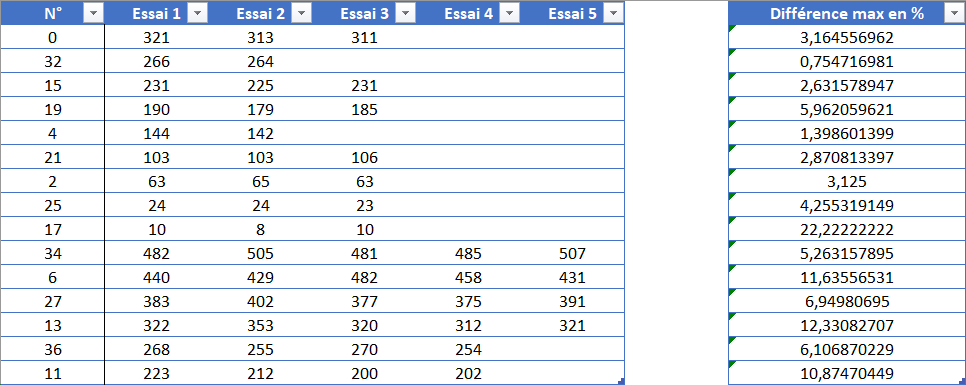 N° Essai 1 Essai 2 Essai 3 Essai 4 Essai 5 Différence max en %
0 321 313 311 3,164556962
32 266 264 0,754716981
15 231 225 231 2,631578947
19 190 179 185 5,962059621
4 144 142 1,398601399
21 103 103 106 2,870813397
2 63 65 63 3,125
25 24 24 23 4,255319149
17 10 8 10 22,22222222
34 482 505 481 485 507 5,263157895
6 440 429 482 458 431 11,63556531
27 383 402 377 375 391 6,94980695
13 322 353 320 312 321 12,33082707
36 268 255 270 254 6,106870229
11 223 212 200 202 10,87470449